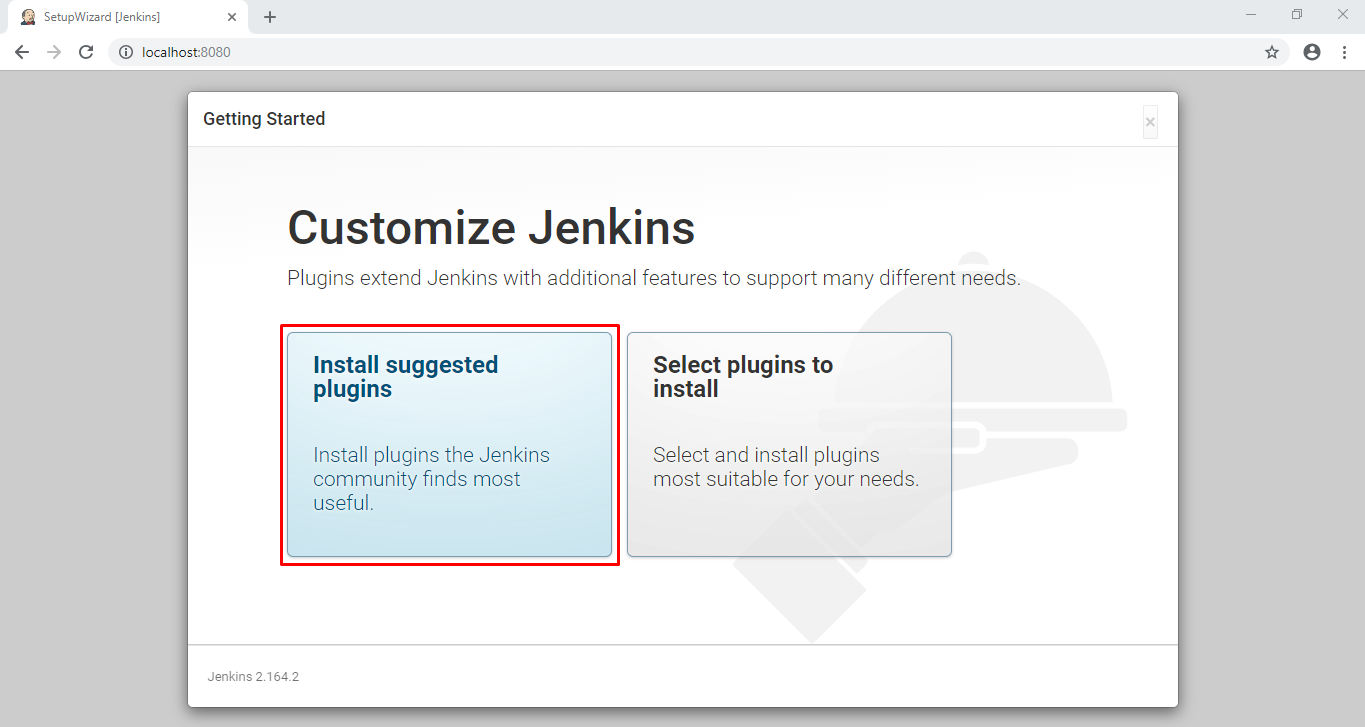 SetupWizard [Jenkins]
localhost:8080
Getting Started
Customize Jenkins
Plugins extend Jenkins with additional features to support many different needs.
Install suggested
plugins
Install plugins the Jenkins
community finds most
useful.
Select plugins to
install
Select and install plugins
most suitable for your needs.
Jenkins 2.164.2